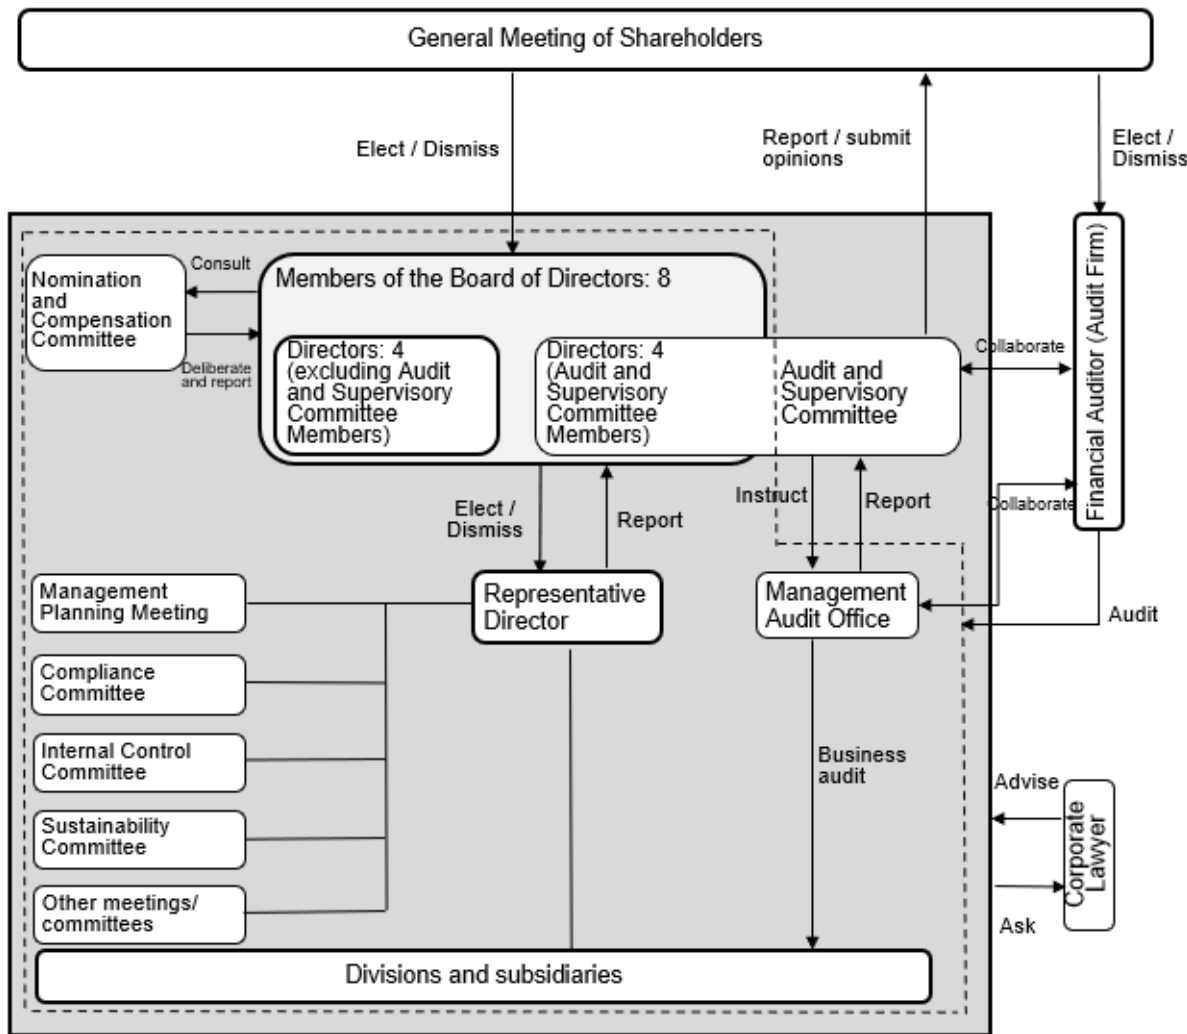 General Meeting of Shareholders
Elect / Dismiss
Report / submit
opinions
Elect /
Dismiss
Nomination
and
Compensation
Committee
Consult
Deliberate
and report
Members of the Board of Directors: 8
Directors: 4
(excluding Audit
and Supervisory
Committee
Members)
Directors: 4
(Audit and
Supervisory
Committee
Members)
Audit and
Supervisory
Committee
Collaborate
Financial Auditor (Audit Firm)
Elect /
Dismiss
Report
Instruct
Report
Collaborate
Management
Planning Meeting
Representative
Director
Management
Audit Office
Audit
Compliance
Committee
Internal Control
Committee
Business
audit
Advise
Corporate
Lawyer
Sustainability
Committee
Other meetings/
committees
Ask
Divisions and subsidiaries